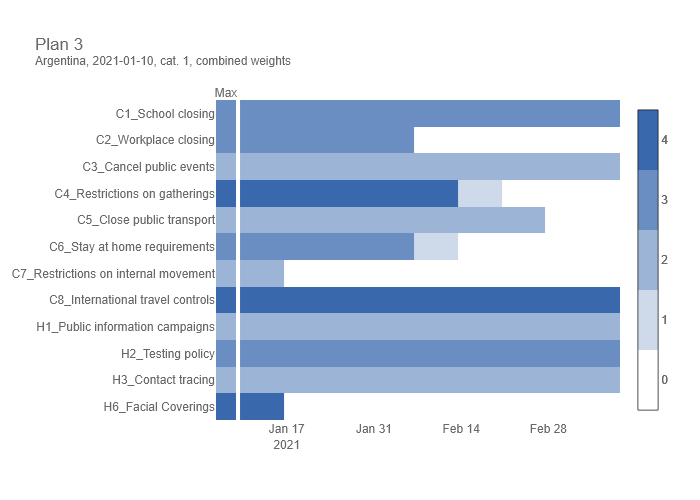 Plan 3
Argentina, 2021-01-10, cat. 1, combined weights
Max
C1_School closing
C2_Workplace closing
C3_Cancel public events
C4_Restrictions on gatherings
C5_Close public transport
C6_Stay at home requirements
C7_Restrictions on internal movement
C8_International travel controls
H1_Public information campaigns
H2_Testing policy
H3_Contact tracing
H6_Facial Coverings
Jan 17 Jan 31 Feb 14 Feb 28
2021
4
3
2
1
0